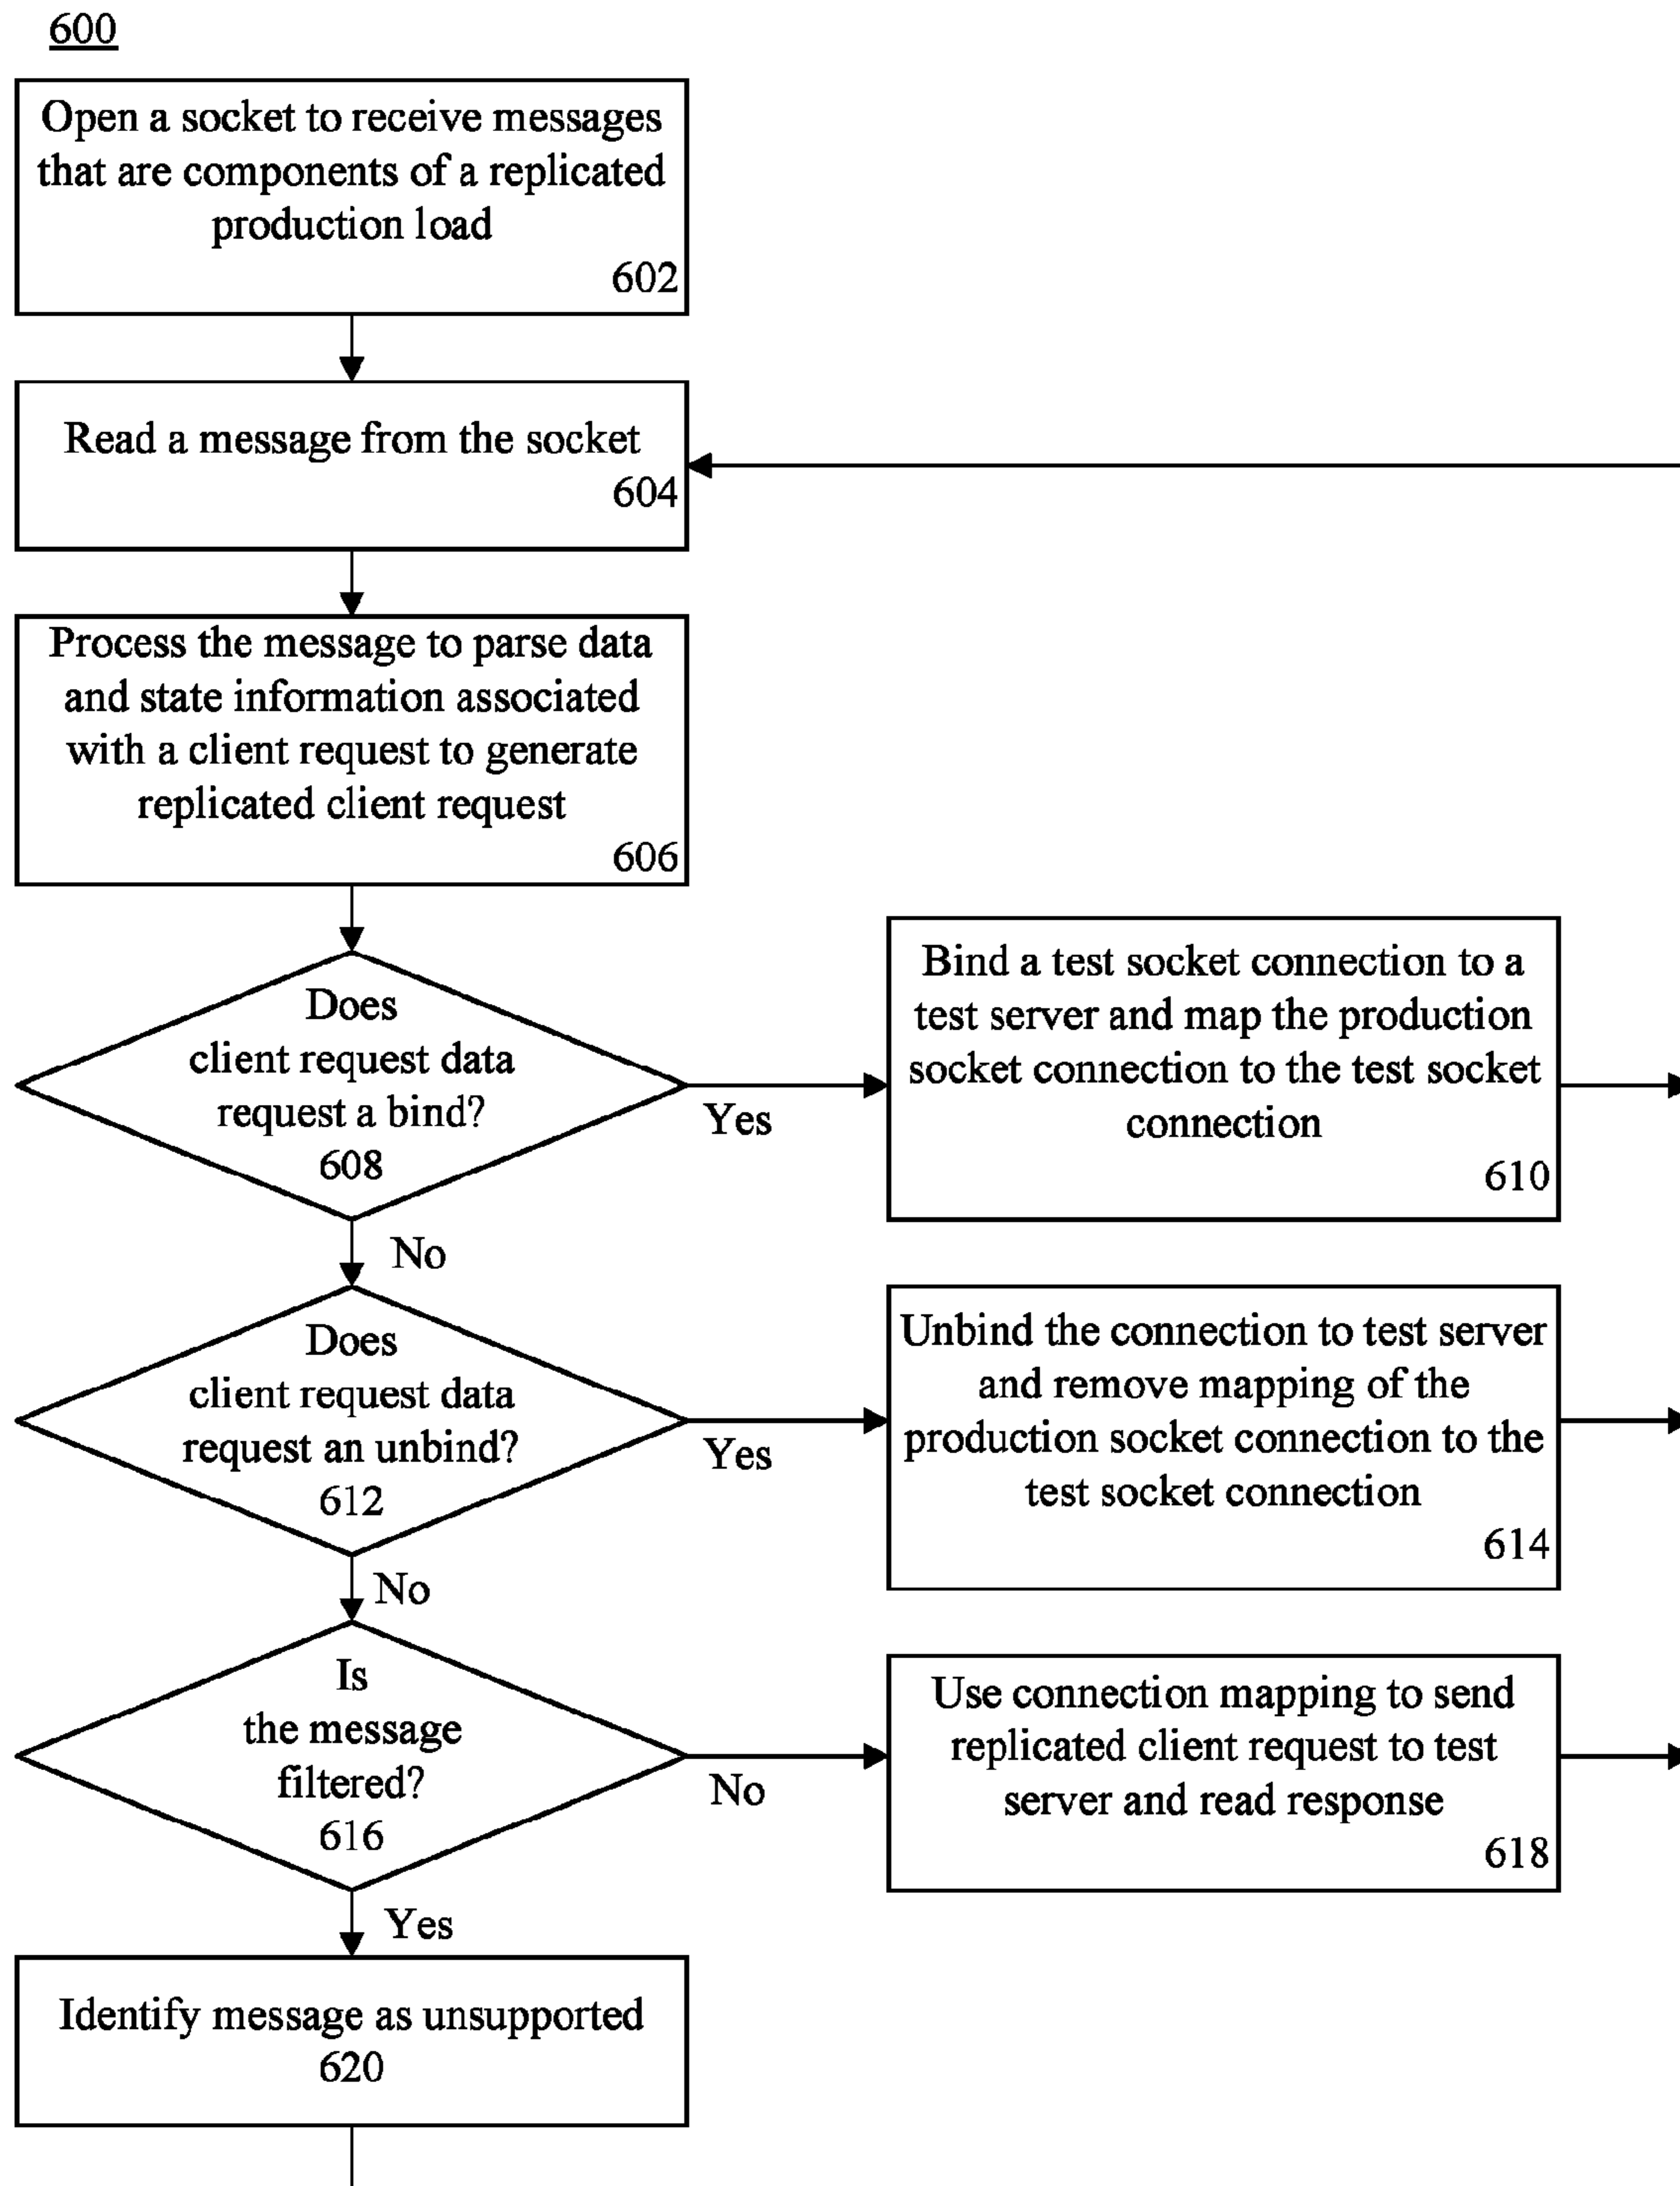 600
Open a socket to receive messages
that are components of a replicated
production load
602
Read a message from the socket
604
Process the message to parse data
and state information associated
with a client request to generate
replicated client request
606
Does
client request data
request a bind?
608
Yes
Bind a test socket connection to a
test server and map the production
socket connection to the test socket
connection
610
No
Does
client request data
request an unbind?
612
Yes
Unbind the connection to test server
and remove mapping of the
production socket connection to the
test socket connection
614
No
Is
the message
filtered?
616
No
Use connection mapping to send
replicated client request to test
server and read response
618
Yes
Identify message as unsupported
620